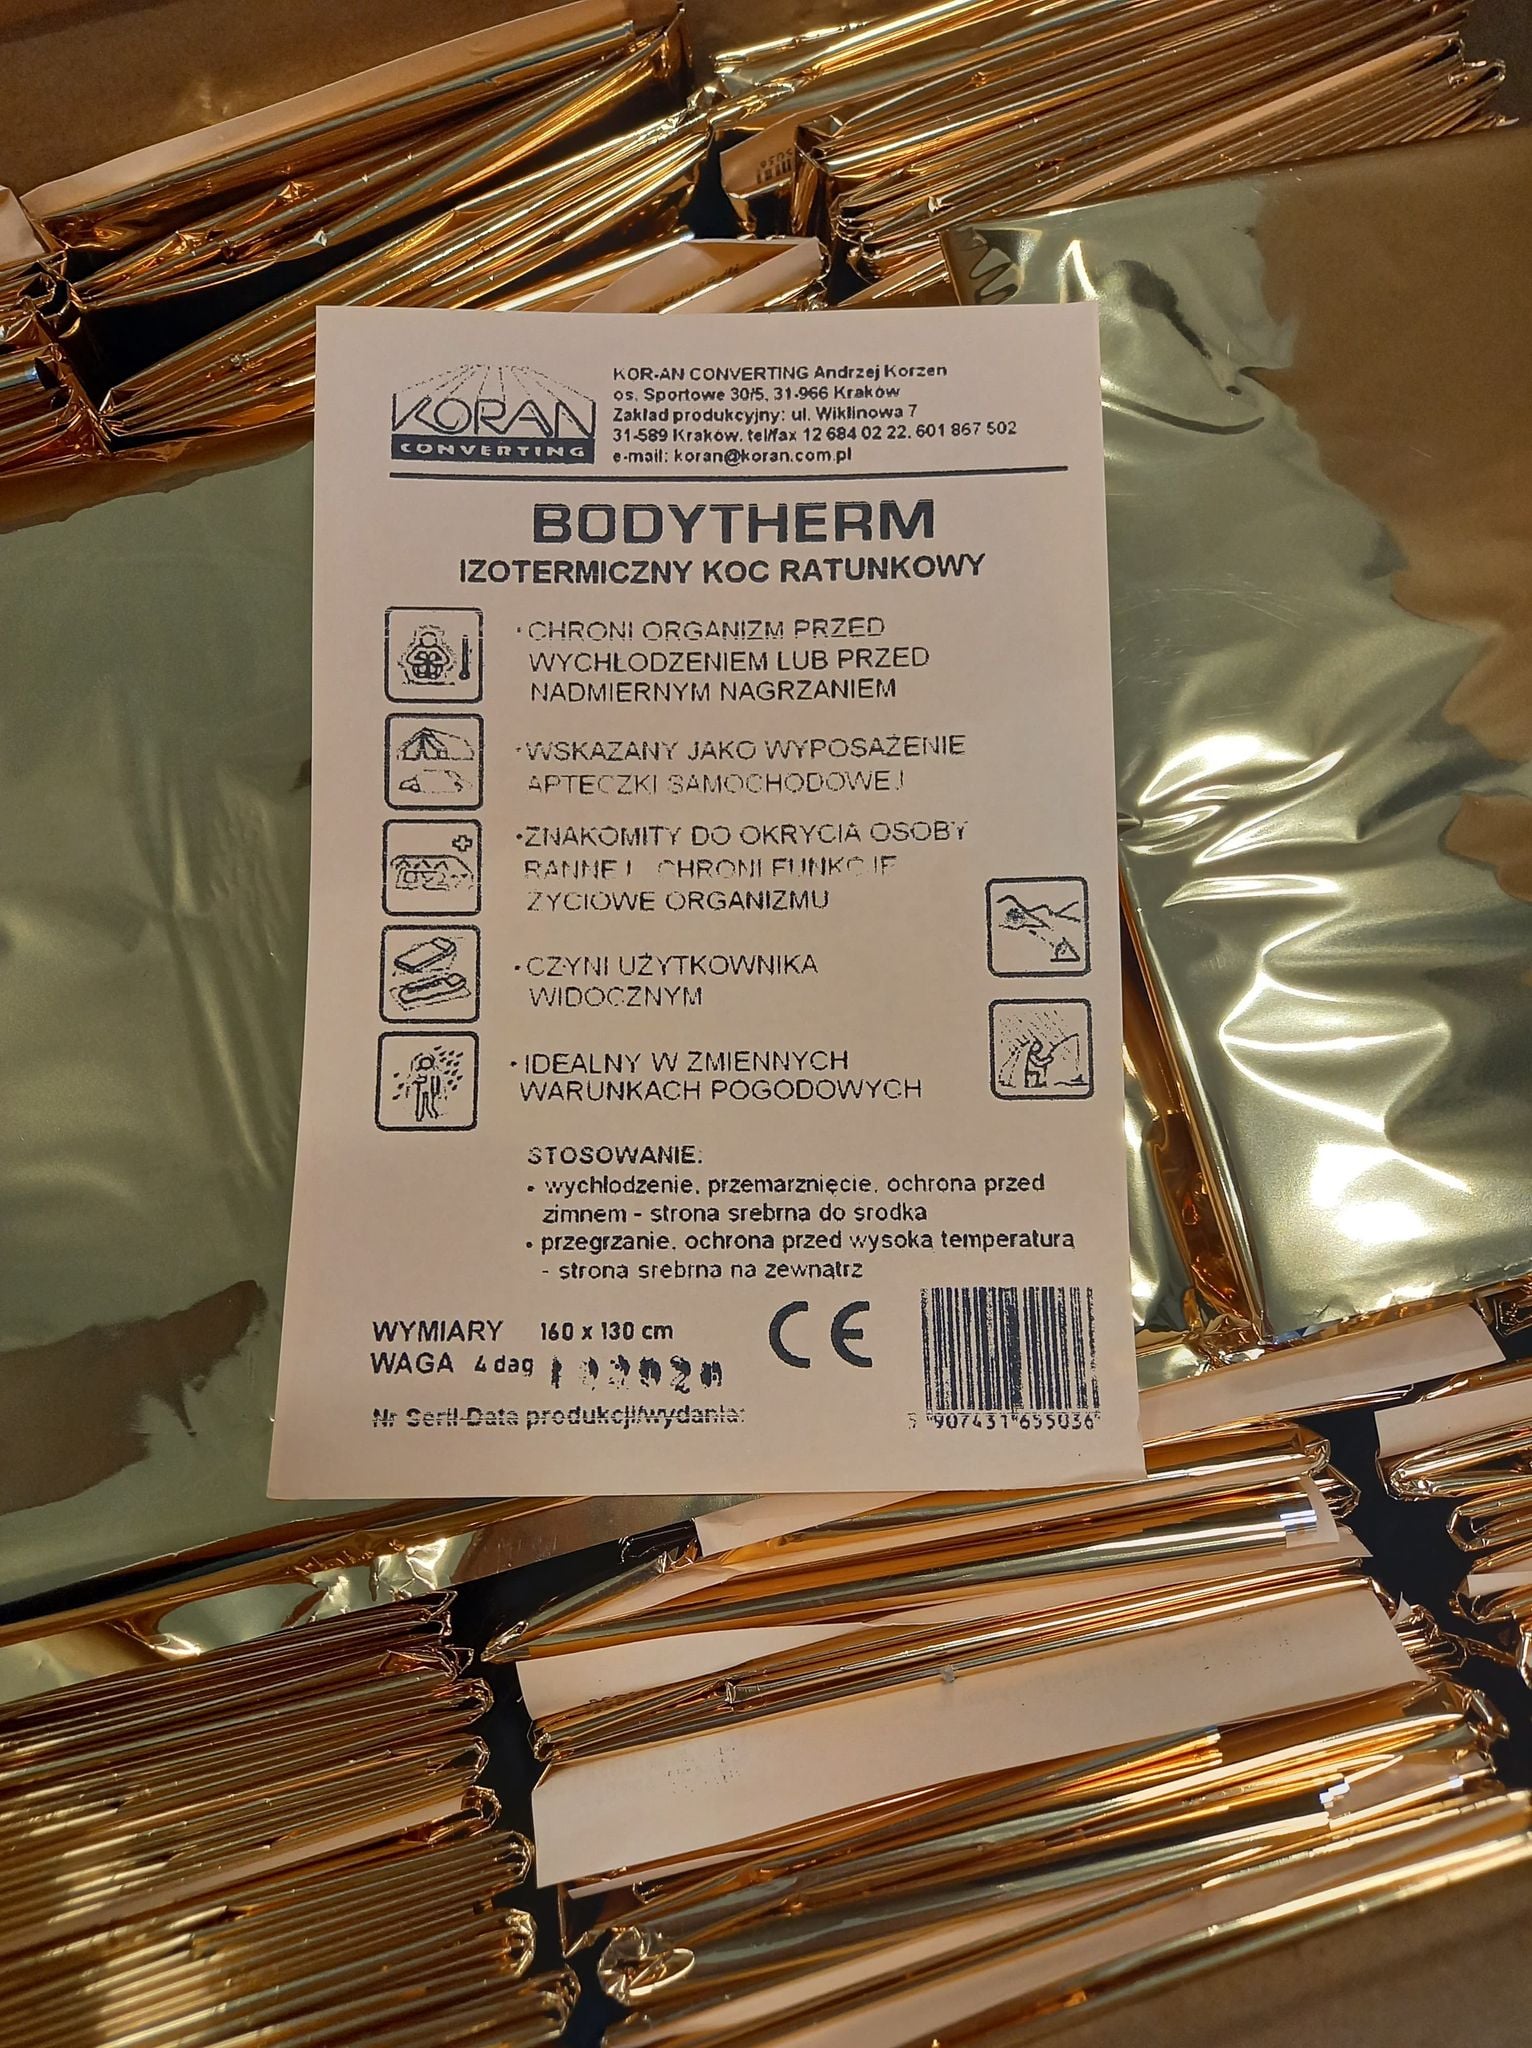 KORAN
CONVERTING
KOR-AN CONVERTING Andrzej Korzen
os. Sportowe 30/5, 31-966 Kraków
Zakład produkcyjny: ul. Wiklinowa 7
31-589 Kraków, tel/fax 12 684 02 22, 601 867 502
e-mail: koran@koran.com.pl
BODYTHERM
IZOTERMICZNY KOC RATUNKOWY
• CHRONI ORGANIZM PRZED
WYCHŁODZENIEM LUB PRZED
NADMIERNYM NAGRZANIEM
• WSKAZANY JAKO WYPOSAŻENIE
APTECZKI SAMOCHODOWEJ
• ZNAKOMITY DO OKRYCIA OSOBY
RANNEJ CHRONI FUNKCJE
ŻYCIOWE ORGANIZMU
• CZYNI UŻYTKOWNIKA
WIDOCZNYM
• IDEALNY W ZMIENNYCH
WARUNKACH POGODOWYCH
STOSOWANIE:
• wychłodzenie, przemarznięcie, ochrona przed
zimnem - strona srebrna do środka
• przegrzanie, ochrona przed wysoką temperaturą
- strona srebrna na zewnątrz
WYMIARY 160 x 130 cm
WAGA 4 dag
CE
Nr Serii-Data produkcji/wydania:
5 907431 655036